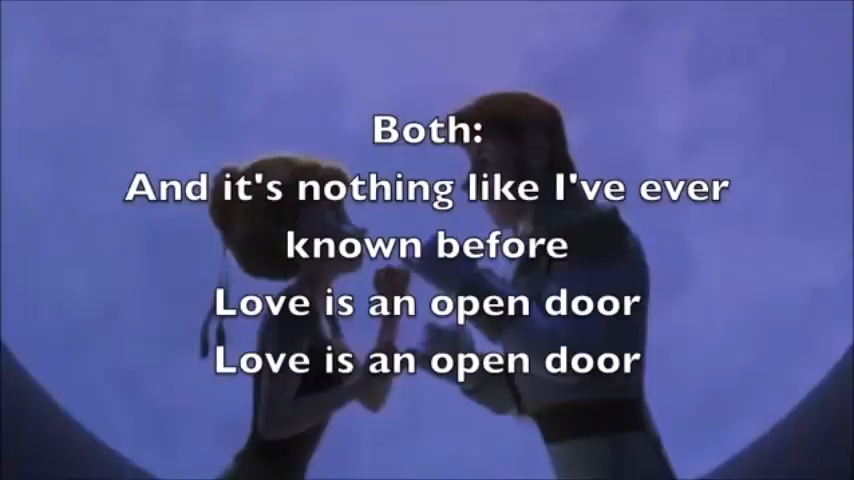 Both:
And it's nothing like I've ever
known before
Love is an open door
Love is an open door